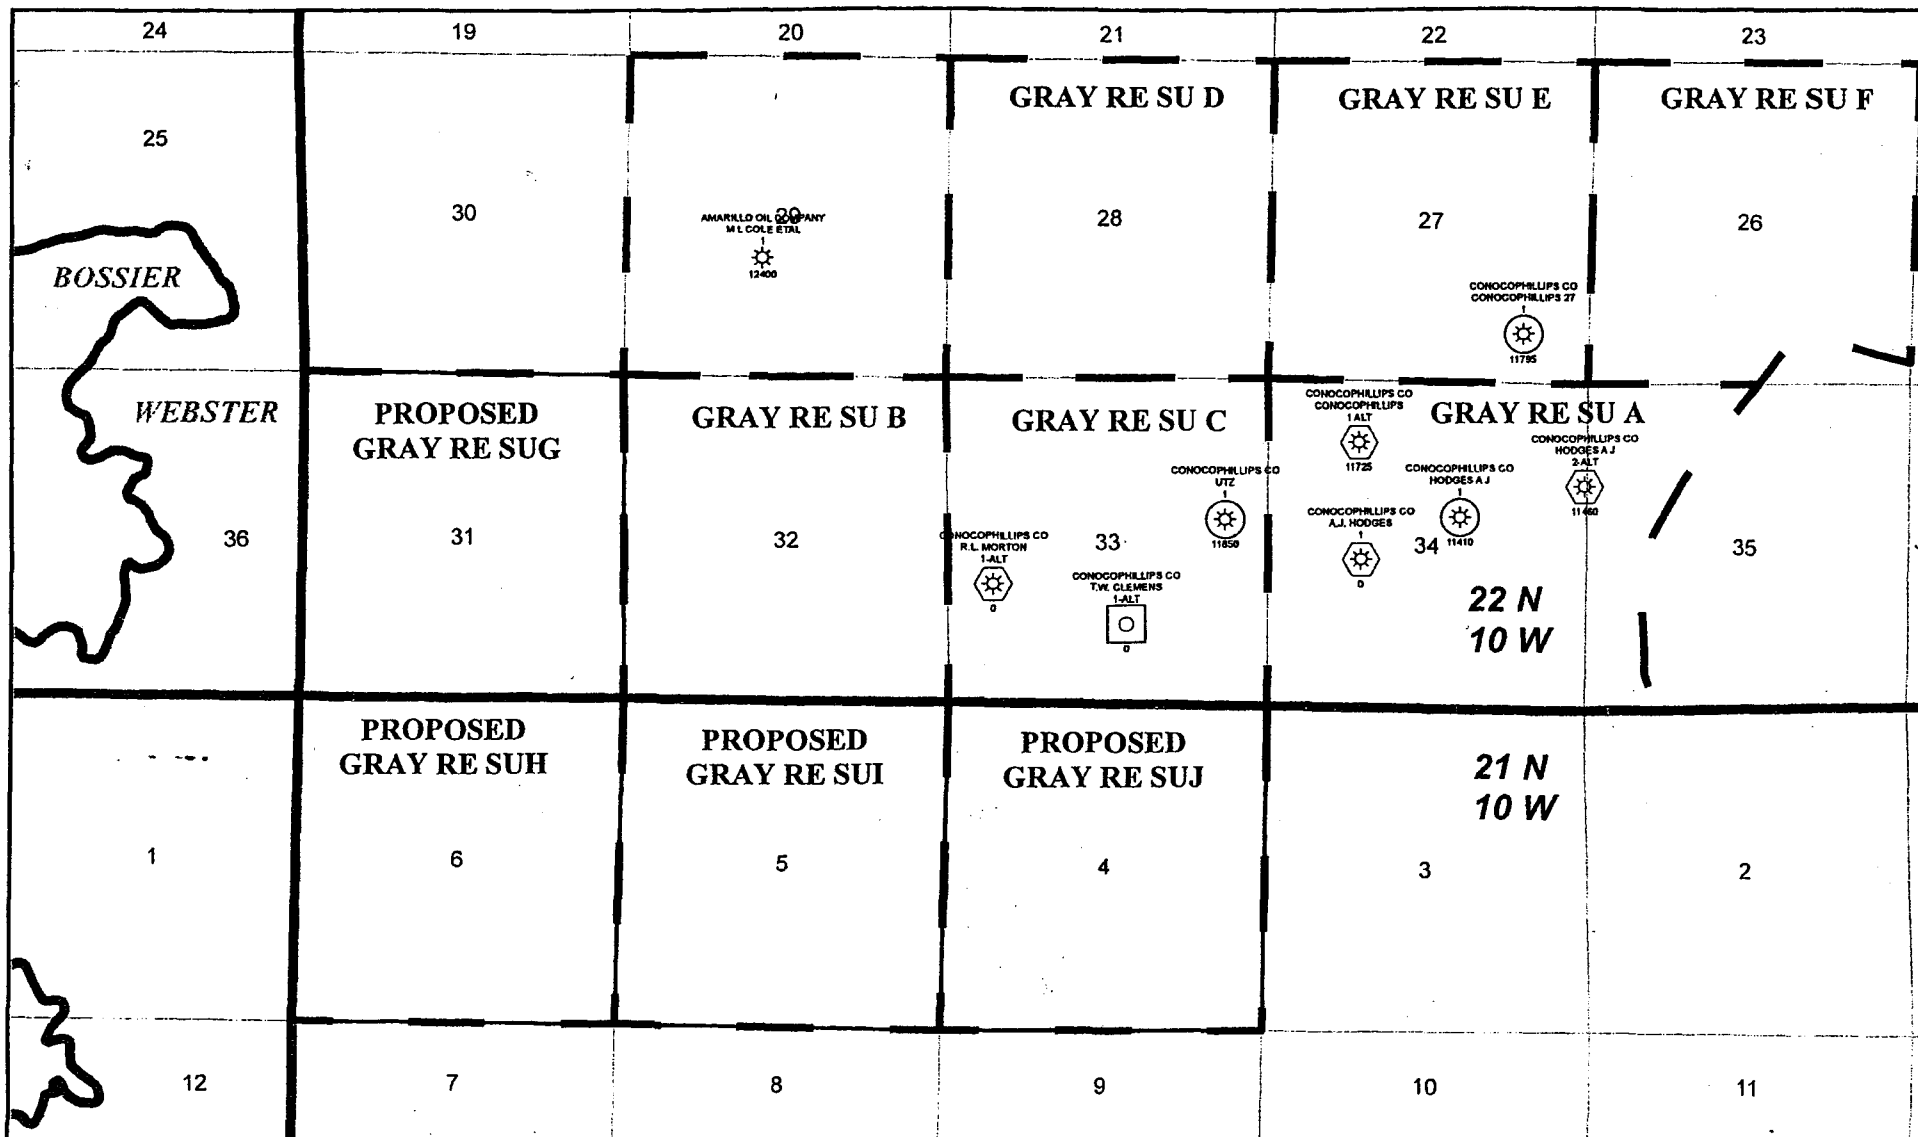 24
19
20
21
22
23
GRAY RE SU D
GRAY RE SU E
GRAY RE SU F
25
30
AMARILLO OIL COMPANY
29
M L COLE ETAL
1
12400
28
27
26
BOSSIER
CONOCOPHILLIPS CO
CONOCOPHILLIPS 27
1
11795
WEBSTER
PROPOSED
GRAY RE SUG
GRAY RE SU B
GRAY RE SU C
CONOCOPHILLIPS CO
CONOCOPHILLIPS
1 ALT
11725
GRAY RE SU A
CONOCOPHILLIPS CO
HODGES A J
2-ALT
11460
CONOCOPHILLIPS CO
UTZ
1
11850
CONOCOPHILLIPS CO
HODGES A J
1
11410
CONOCOPHILLIPS CO
A.J. HODGES
1
0
36
31
32
CONOCOPHILLIPS CO
R.L. MORTON
1-ALT
0
33
34
35
CONOCOPHILLIPS CO
T.W. CLEMENS
1-ALT
0
22 N
10 W
PROPOSED
GRAY RE SUH
PROPOSED
GRAY RE SUI
PROPOSED
GRAY RE SUJ
21 N
10 W
1
6
5
4
3
2
12
7
8
9
10
11